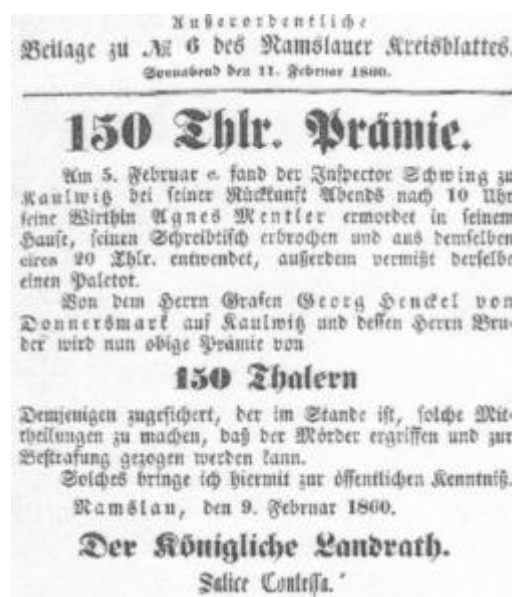 Außerordentliche
Beilage zu № 6 des Namslauer Kreisblattes.
Sonnabend den 11. Februar 1860.
150 Thlr. Prämie.
Am 5. Februar c. fand der Inspector Schwing zu
Kaulwitz bei seiner Rückkunft Abends nach 10 Uhr
seine Wirthin Agnes Mentler ermordet in seinem
Hause, seinen Schreibtisch erbrochen und aus demselben
circa 20 Thlr. entwendet, außerdem vermißt derselbe
einen Paletot.
Von dem Herrn Grafen Georg Henckel von
Donnersmark auf Kaulwitz und dessen Herrn Bru-
der wird nun obige Prämie von
150 Thalern
Demjenigen zugesichert, der im Stande ist, solche Mit-
theilungen zu machen, daß der Mörder ergriffen und zur
Bestrafung gezogen werden kann.
Solches bringe ich hiermit zur öffentlichen Kenntniß.
Namslau, den 9. Februar 1860.
Der Königliche Landrath.
Salice Contessa.